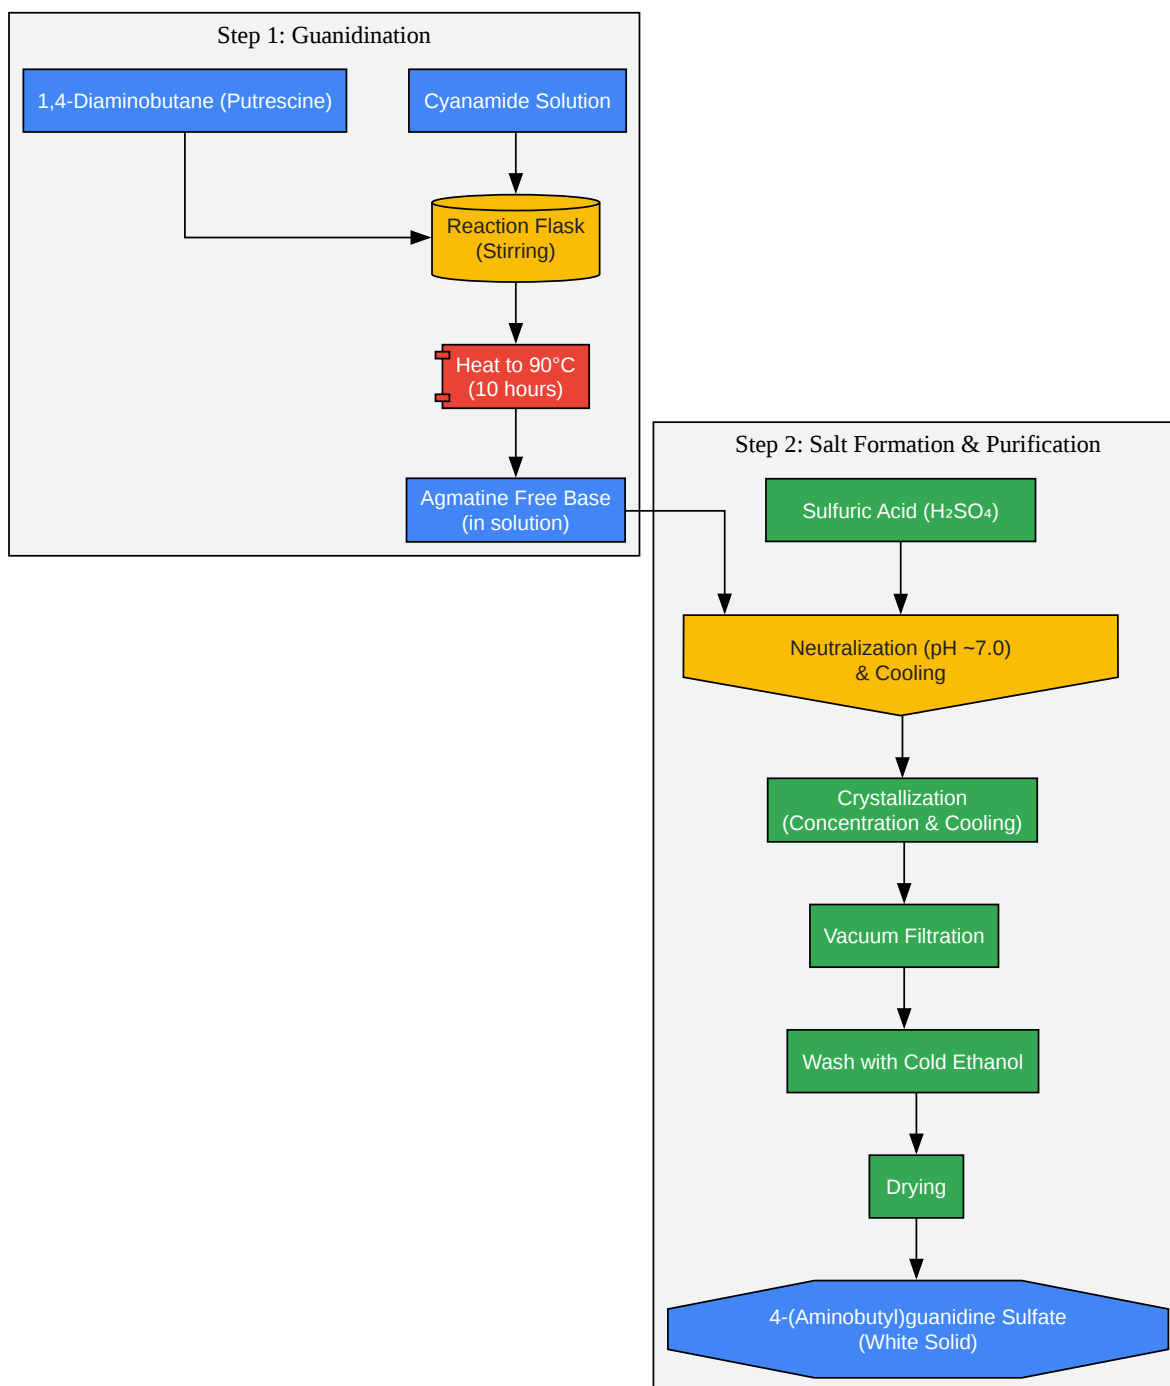 Step 1: Guanidination
1,4-Diaminobutane (Putrescine)
Cyanamide Solution
Reaction Flask
(Stirring)
Heat to 90°C
(10 hours)
Agmatine Free Base
(in solution)
Step 2: Salt Formation & Purification
Sulfuric Acid (H₂SO₄)
Neutralization (pH ~7.0)
& Cooling
Crystallization
(Concentration & Cooling)
Vacuum Filtration
Wash with Cold Ethanol
Drying
4-(Aminobutyl)guanidine Sulfate
(White Solid)